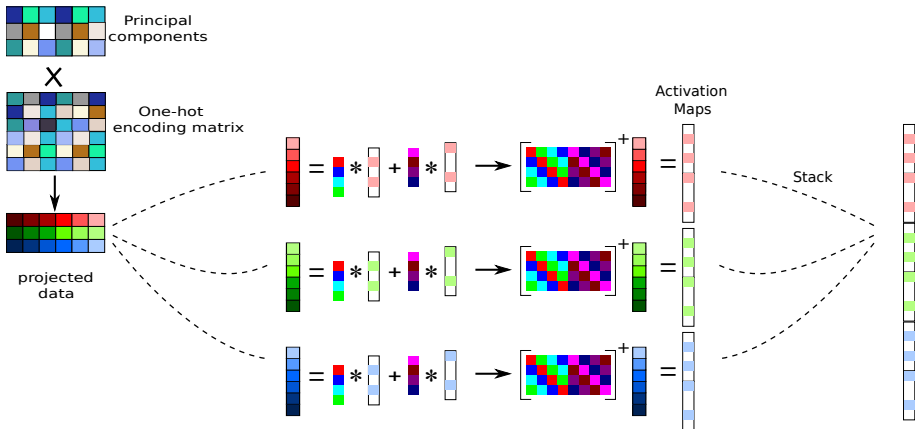 Principal
components
X
One-hot
encoding matrix
projected
data
= * + *
+
=
= * + *
+
=
= * + *
+
=
Activation
Maps
Stack